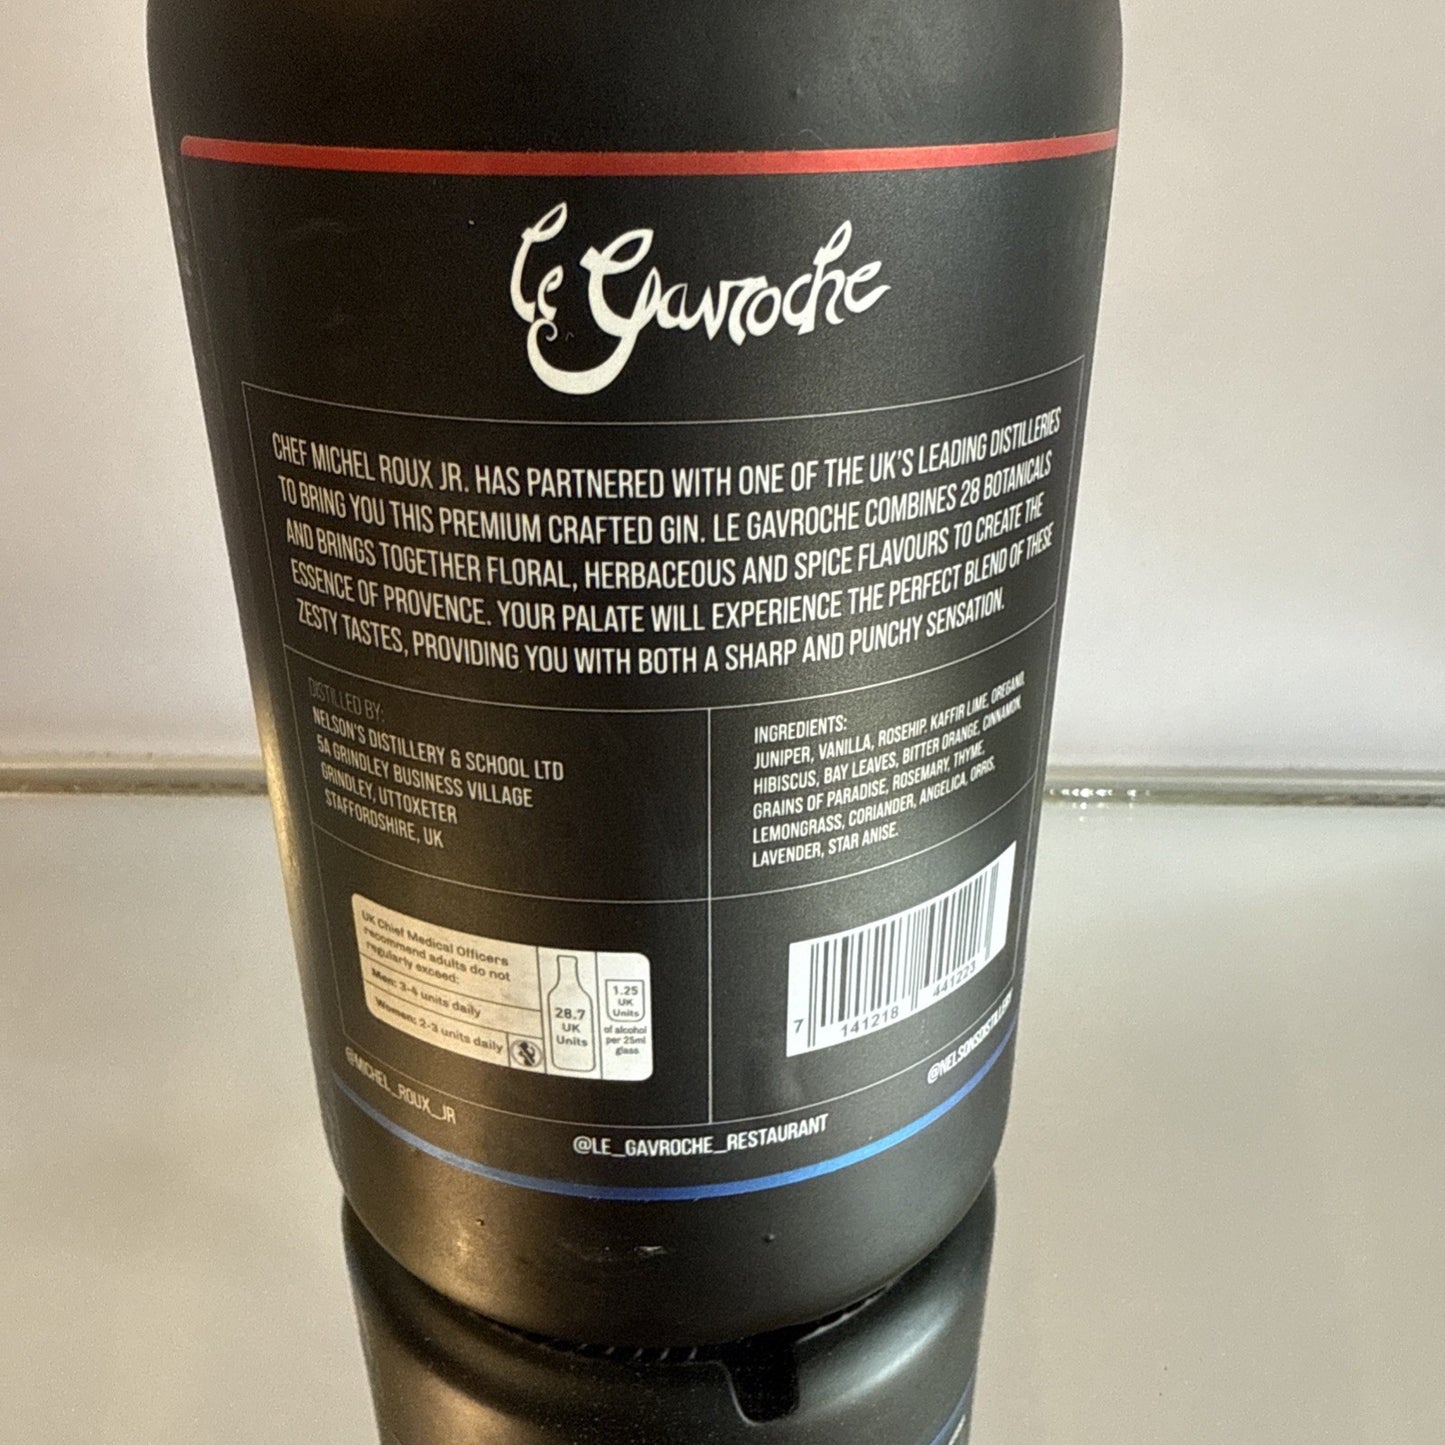 Le Gavroche
CHEF MICHEL ROUX JR. HAS PARTNERED WITH ONE OF THE UK'S LEADING DISTILLERIES
TO BRING YOU THIS PREMIUM CRAFTED GIN. LE GAVROCHE COMBINES 28 BOTANICALS
AND BRINGS TOGETHER FLORAL, HERBACEOUS AND SPICE FLAVOURS TO CREATE THE
ESSENCE OF PROVENCE. YOUR PALATE WILL EXPERIENCE THE PERFECT BLEND OF THESE
ZESTY TASTES, PROVIDING YOU WITH BOTH A SHARP AND PUNCHY SENSATION.
DISTILLED BY:
NELSON'S DISTILLERY & SCHOOL LTD
5A GRINDLEY BUSINESS VILLAGE
GRINDLEY, UTTOXETER
STAFFORDSHIRE, UK
INGREDIENTS:
JUNIPER, VANILLA, ROSEHIP. KAFFIR LIME, OREGANO,
HIBISCUS, BAY LEAVES, BITTER ORANGE, CINNAMON,
GRAINS OF PARADISE, ROSEMARY, THYME,
LEMONGRASS, CORIANDER, ANGELICA, ORRIS,
LAVENDER, STAR ANISE.
UK Chief Medical Officers
recommend adults do not
regularly exceed:
Men: 3-4 units daily
Women: 2-3 units daily
28.7
UK
Units
1.25
UK
Units
of alcohol
per 25ml
glass
7 141218 441223
@MICHEL_ROUX_JR
@LE_GAVROCHE_RESTAURANT
@NELSONSDISTILLERY